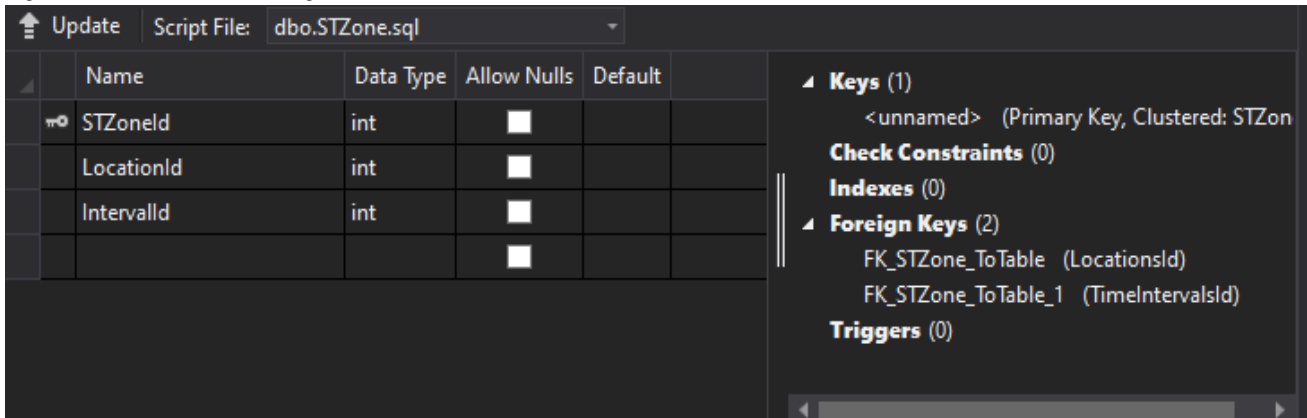 Update Script File: dbo.STZone.sql
Name Data Type Allow Nulls Default
STZoneId int
LocationId int
IntervalId int
Keys (1)
<unnamed> (Primary Key, Clustered: STZon
Check Constraints (0)
Indexes (0)
Foreign Keys (2)
FK_STZone_ToTable (LocationsId)
FK_STZone_ToTable_1 (TimeIntervalsId)
Triggers (0)